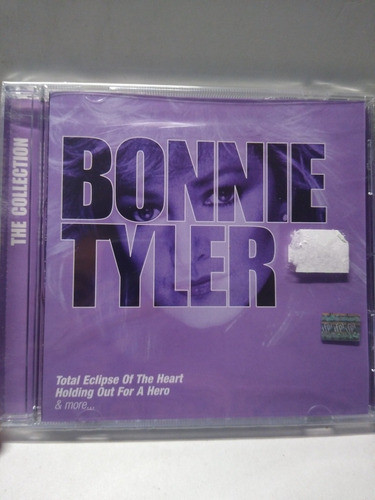 THE COLLECTION
BONNIE
TYLER
Total Eclipse Of The Heart
Holding Out For A Hero
& more...